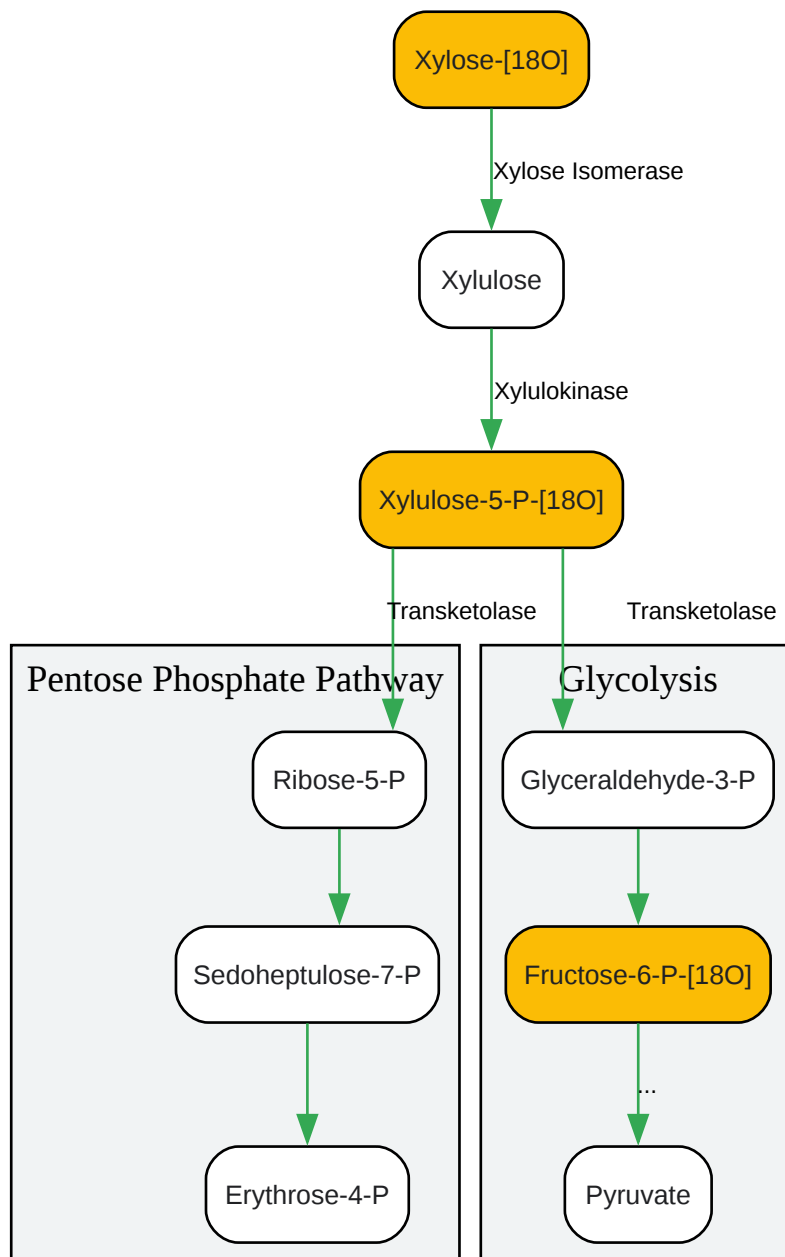 Xylose-[18O]
Xylose Isomerase
Xylulose
Xylulokinase
Xylulose-5-P-[18O]
Transketolase
Transketolase
Pentose Phosphate Pathway
Glycolysis
Ribose-5-P
Glyceraldehyde-3-P
Sedoheptulose-7-P
Fructose-6-P-[18O]
...
Erythrose-4-P
Pyruvate